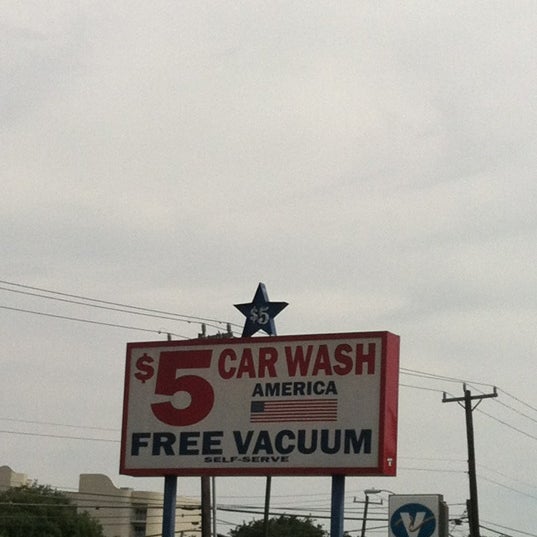 $5
$5 CAR WASH
AMERICA
FREE VACUUM
SELF-SERVE
V